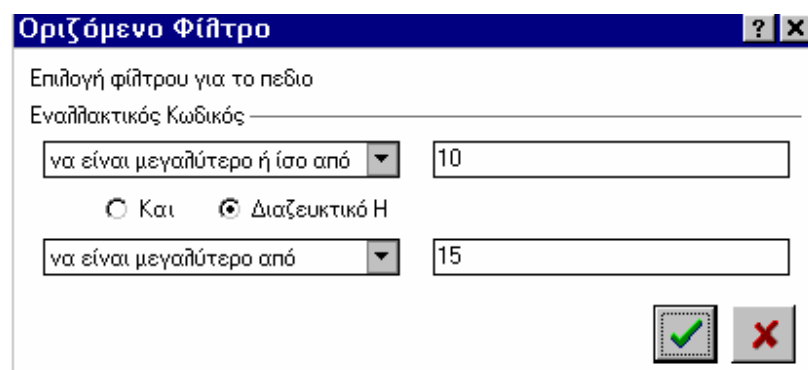 Οριζόμενο Φίλτρο
Επιλογή φίλτρου για το πεδιο
Εναλλακτικός Κωδικός
να είναι μεγαλύτερο ή ίσο από 10
Και Διαζευκτικό Η
να είναι μεγαλύτερο από 15